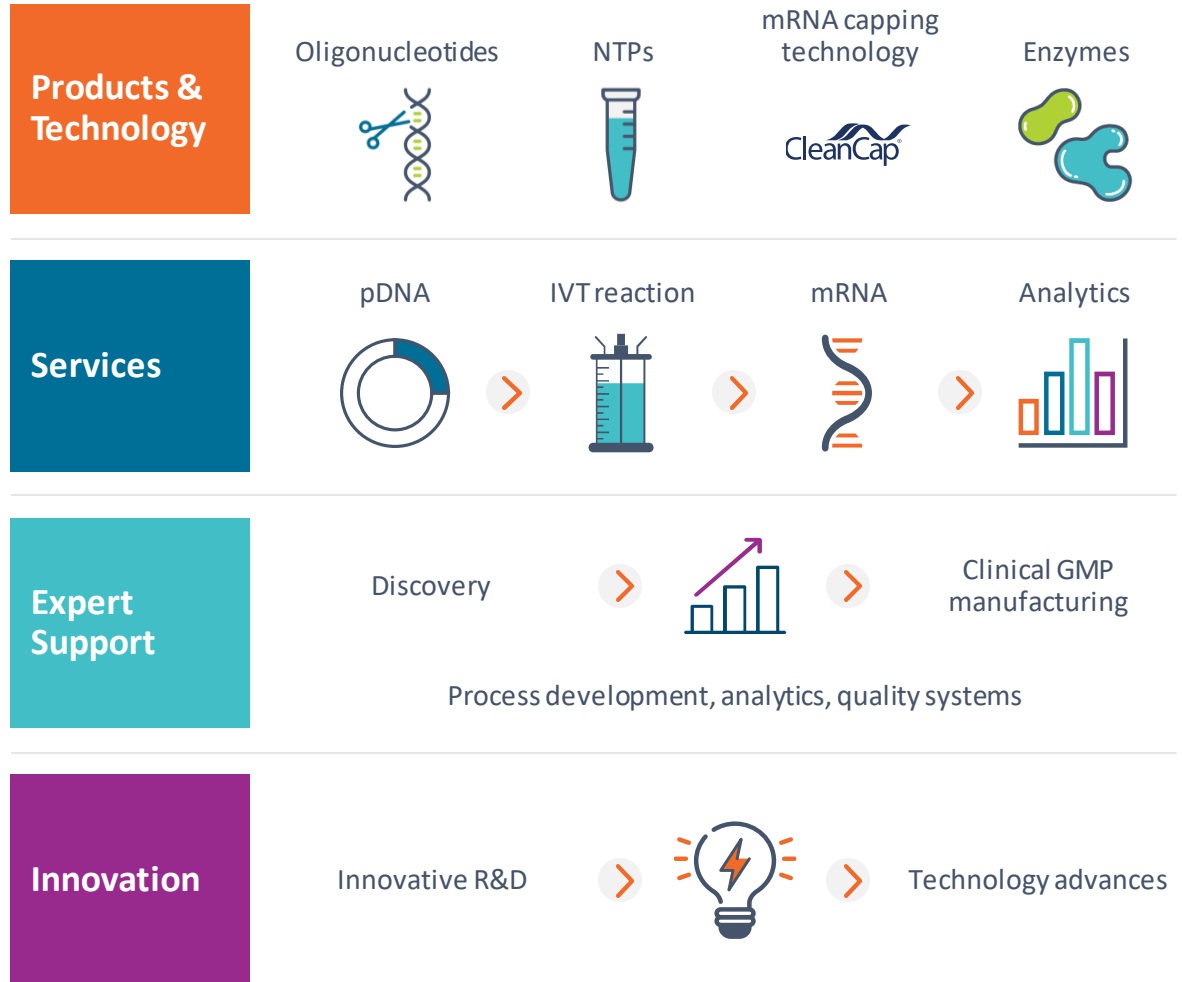 Products &
Technology
Oligonucleotides
NTPs
mRNA capping
technology
Enzymes
CleanCap®
Services
pDNA
IVT reaction
mRNA
Analytics
Expert
Support
Discovery
Clinical GMP
manufacturing
Process development, analytics, quality systems
Innovation
Innovative R&D
Technology advances